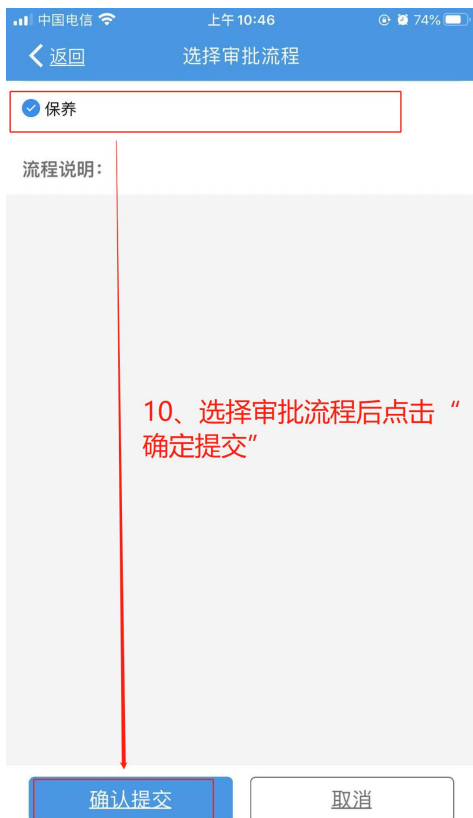 中国电信 上午10:46 74%
返回 选择审批流程
保养
流程说明：
10、选择审批流程后点击“
确定提交”
确认提交 取消